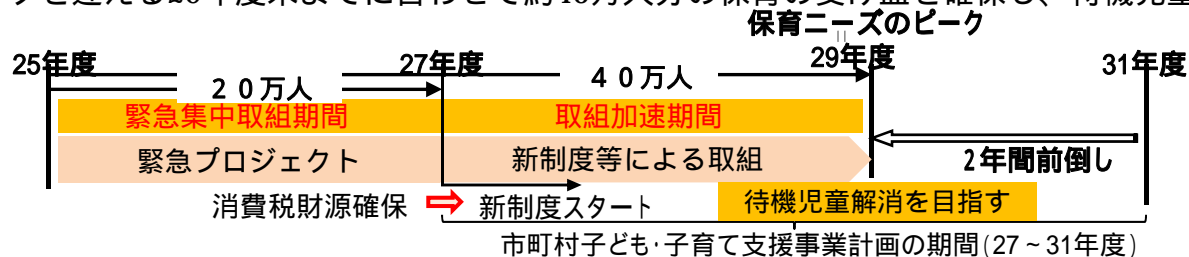 保育ニーズのピーク
25年度
27年度
29年度
31年度
20万人
40万人
緊急集中取組期間
取組加速期間
緊急プロジェクト
新制度等による取組
2年間前倒し
消費税財源確保
新制度スタート
待機児童解消を目指す
市町村子ども・子育て支援事業計画の期間(27~31年度)